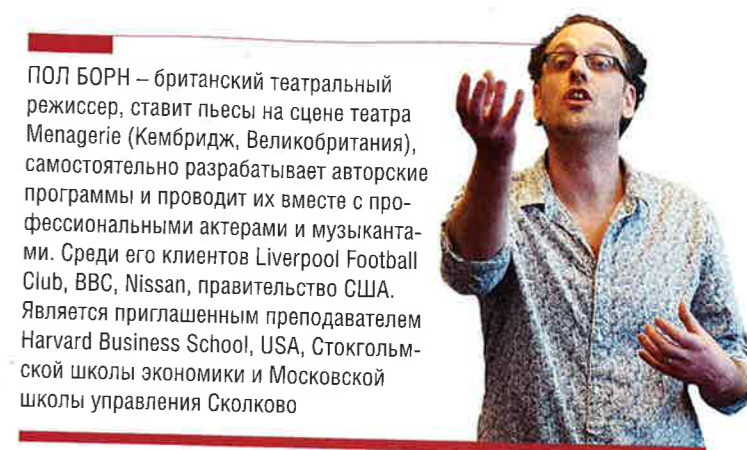 ПОЛ БОРН – британский театральный
режиссер, ставит пьесы на сцене театра
Menagerie (Кембридж, Великобритания),
самостоятельно разрабатывает авторские
программы и проводит их вместе с про-
фессиональными актерами и музыканта-
ми. Среди его клиентов Liverpool Football
Club, BBC, Nissan, правительство США.
Является приглашенным преподавателем
Harvard Business School, USA, Стокгольм-
ской школы экономики и Московской
школы управления Сколково